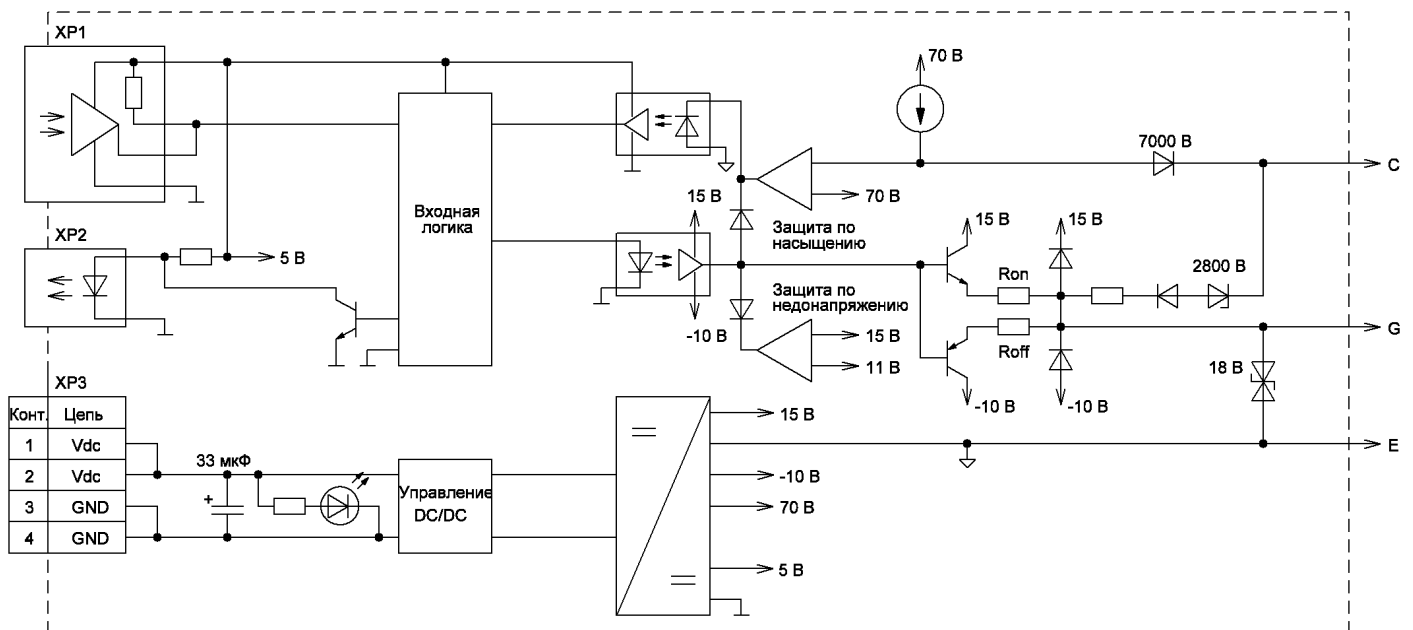 XP1
70 В
7000 В
C
70 В
15 В
Защита по
насыщению
Входная
логика
XP2
5 В
15 В
15 В
Ron
2800 В
Защита по
недонапряжению
-10 В
15 В
11 В
G
Roff
18 В
-10 В
-10 В
XP3
Конт. Цепь
1 Vdc
2 Vdc
3 GND
4 GND
33 мкФ
+
Управление
DC/DC
15 В
E
-10 В
70 В
5 В